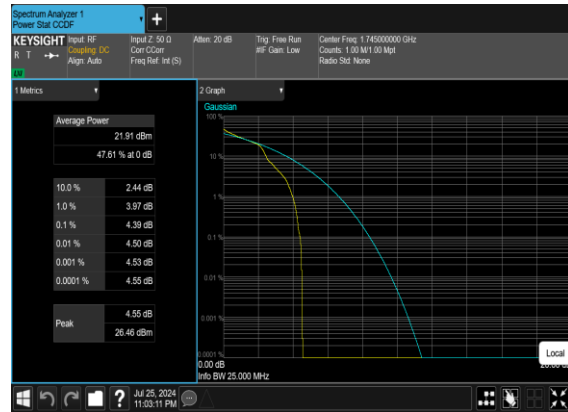 Spectrum Analyzer 1
Power Stat CCDF
KEYSIGHT
R T
LW
Input: RF
Coupling: DC
Align: Auto
Input Z: 50 Ω
Corr CCorr
Freq Ref: Int (S)
Atten: 20 dB
Trig: Free Run
#IF Gain: Low
Center Freq: 1.745000000 GHz
Counts: 1.00 M/1.00 Mpt
Radio Std: None
1 Metrics
Average Power
21.91 dBm
47.61 % at 0 dB
10.0 % 2.44 dB
1.0 % 3.97 dB
0.1 % 4.39 dB
0.01 % 4.50 dB
0.001 % 4.53 dB
0.0001 % 4.55 dB
Peak
4.55 dB
26.46 dBm
2 Graph
Gaussian
100 %
10 %
1 %
0.1 %
0.01 %
0.001 %
0.0001 %
0.00 dB
Info BW 25.000 MHz
Local
Jul 25, 2024
11:03:11 PM